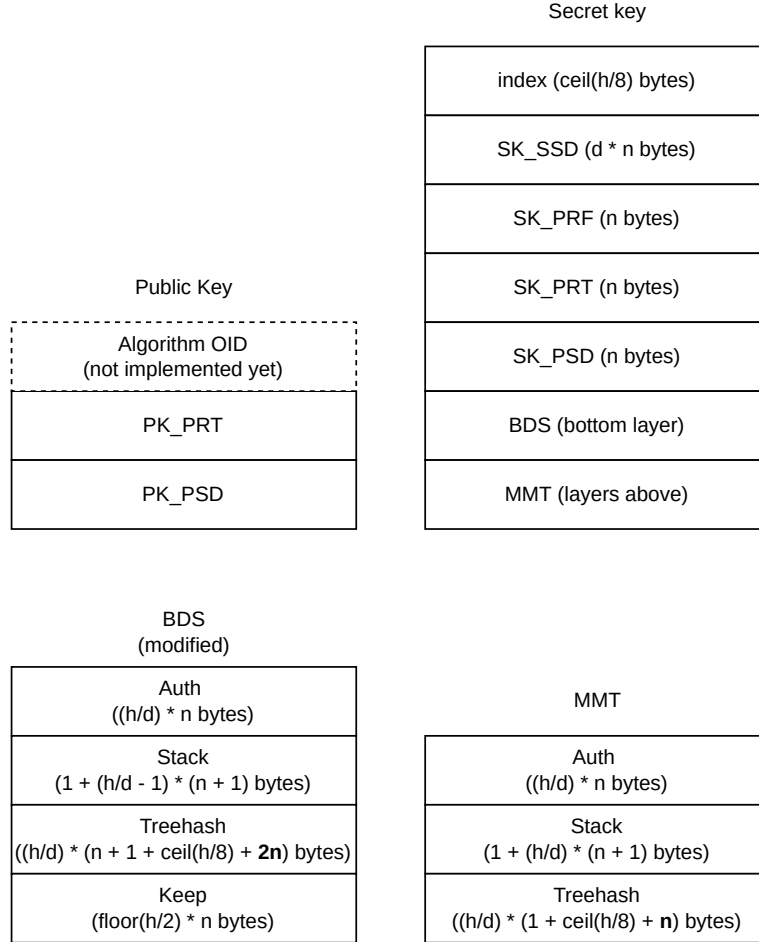 Secret key
index (ceil(h/8) bytes)
SK_SSD (d * n bytes)
SK_PRF (n bytes)
SK_PRT (n bytes)
SK_PSD (n bytes)
BDS (bottom layer)
MMT (layers above)
Public Key
Algorithm OID
(not implemented yet)
PK_PRT
PK_PSD
BDS
(modified)
Auth
((h/d) * n bytes)
Stack
(1 + (h/d - 1) * (n + 1) bytes)
Treehash
((h/d) * (n + 1 + ceil(h/8) + 2n) bytes)
Keep
(floor(h/2) * n bytes)
MMT
Auth
((h/d) * n bytes)
Stack
(1 + (h/d) * (n + 1) bytes)
Treehash
((h/d) * (1 + ceil(h/8) + n) bytes)